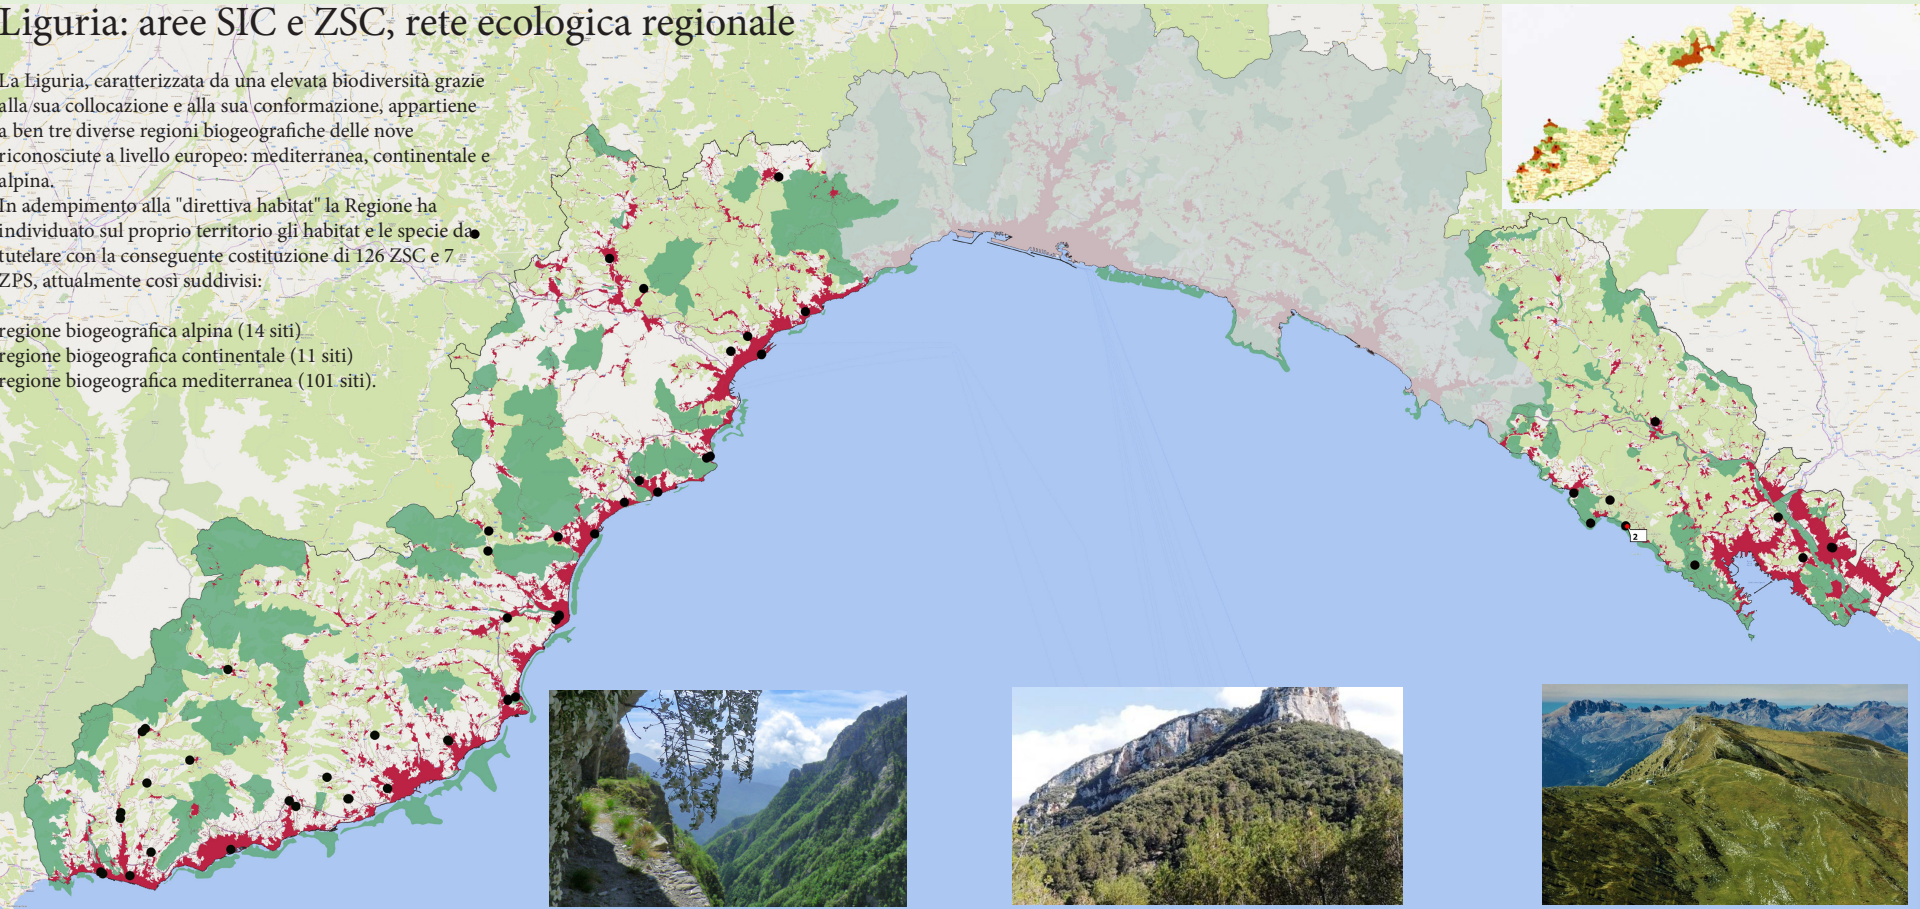 Liguria: aree SIC e ZSC, rete ecologica regionale
La Liguria, caratterizzata da una elevata biodiversità grazie
alla sua collocazione e alla sua conformazione, appartiene
a ben tre diverse regioni biogeografiche delle nove
riconosciute a livello europeo: mediterranea, continentale e
alpina.
In adempimento alla "direttiva habitat" la Regione ha
individuato sul proprio territorio gli habitat e le specie da
tutelare con la conseguente costituzione di 126 ZSC e 7
ZPS, attualmente così suddivisi:
regione biogeografica alpina (14 siti)
regione biogeografica continentale (11 siti)
regione biogeografica mediterranea (101 siti).
2